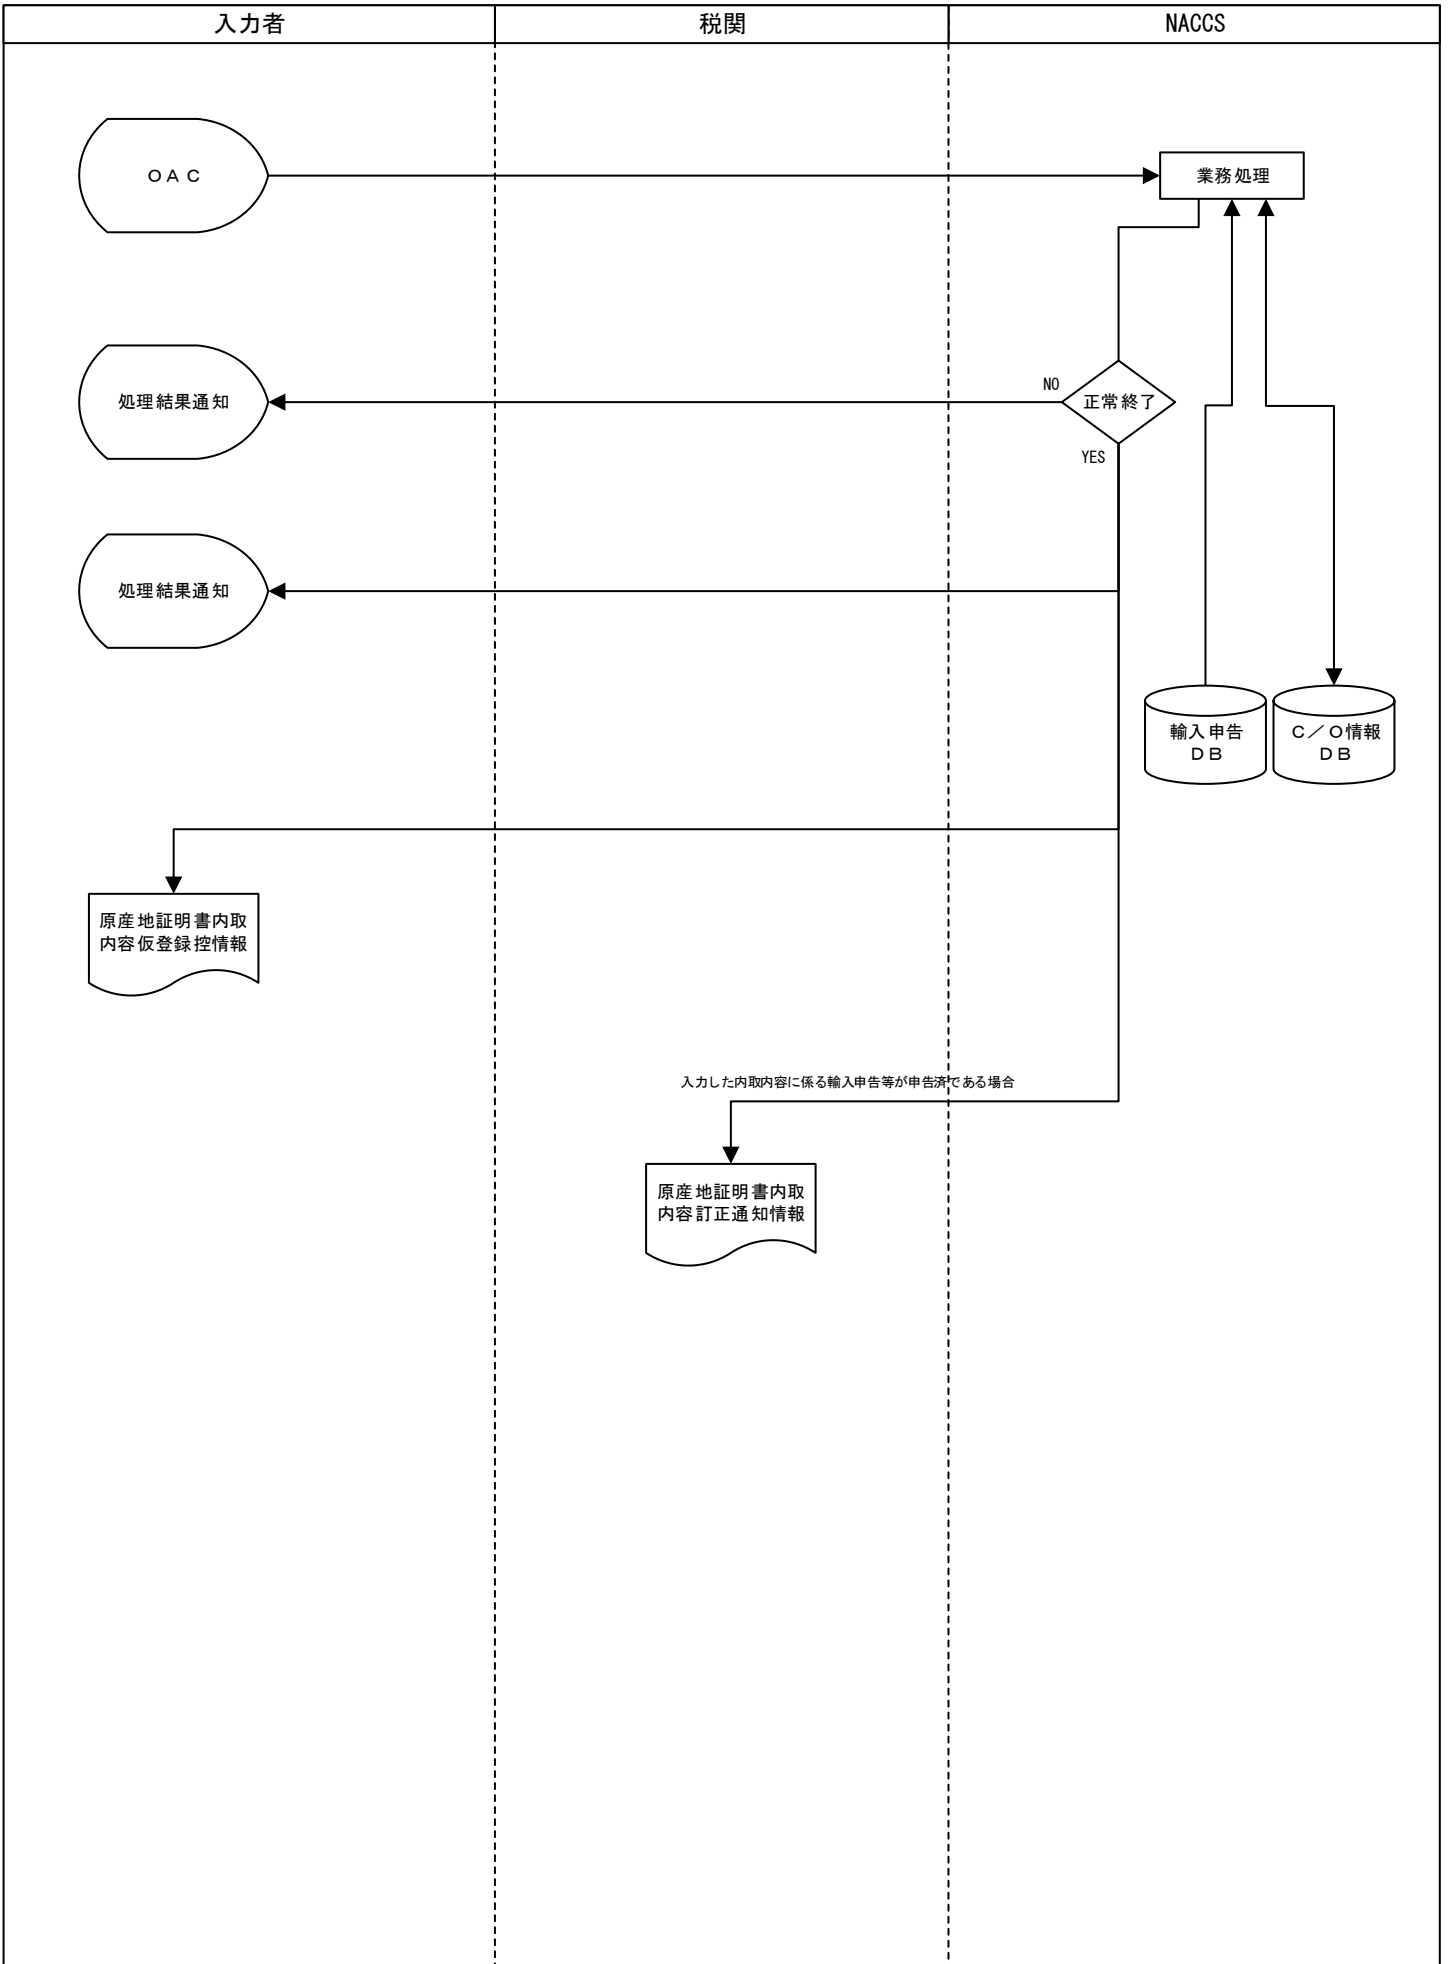 入力者
税関
NACCS
ＯＡＣ
業務処理
処理結果通知
NO
正常終了
YES
処理結果通知
輸入申告
ＤＢ
Ｃ／Ｏ情報
ＤＢ
原産地証明書内取
内容仮登録控情報
入力した内取内容に係る輸入申告等が申告済である場合
原産地証明書内取
内容訂正通知情報